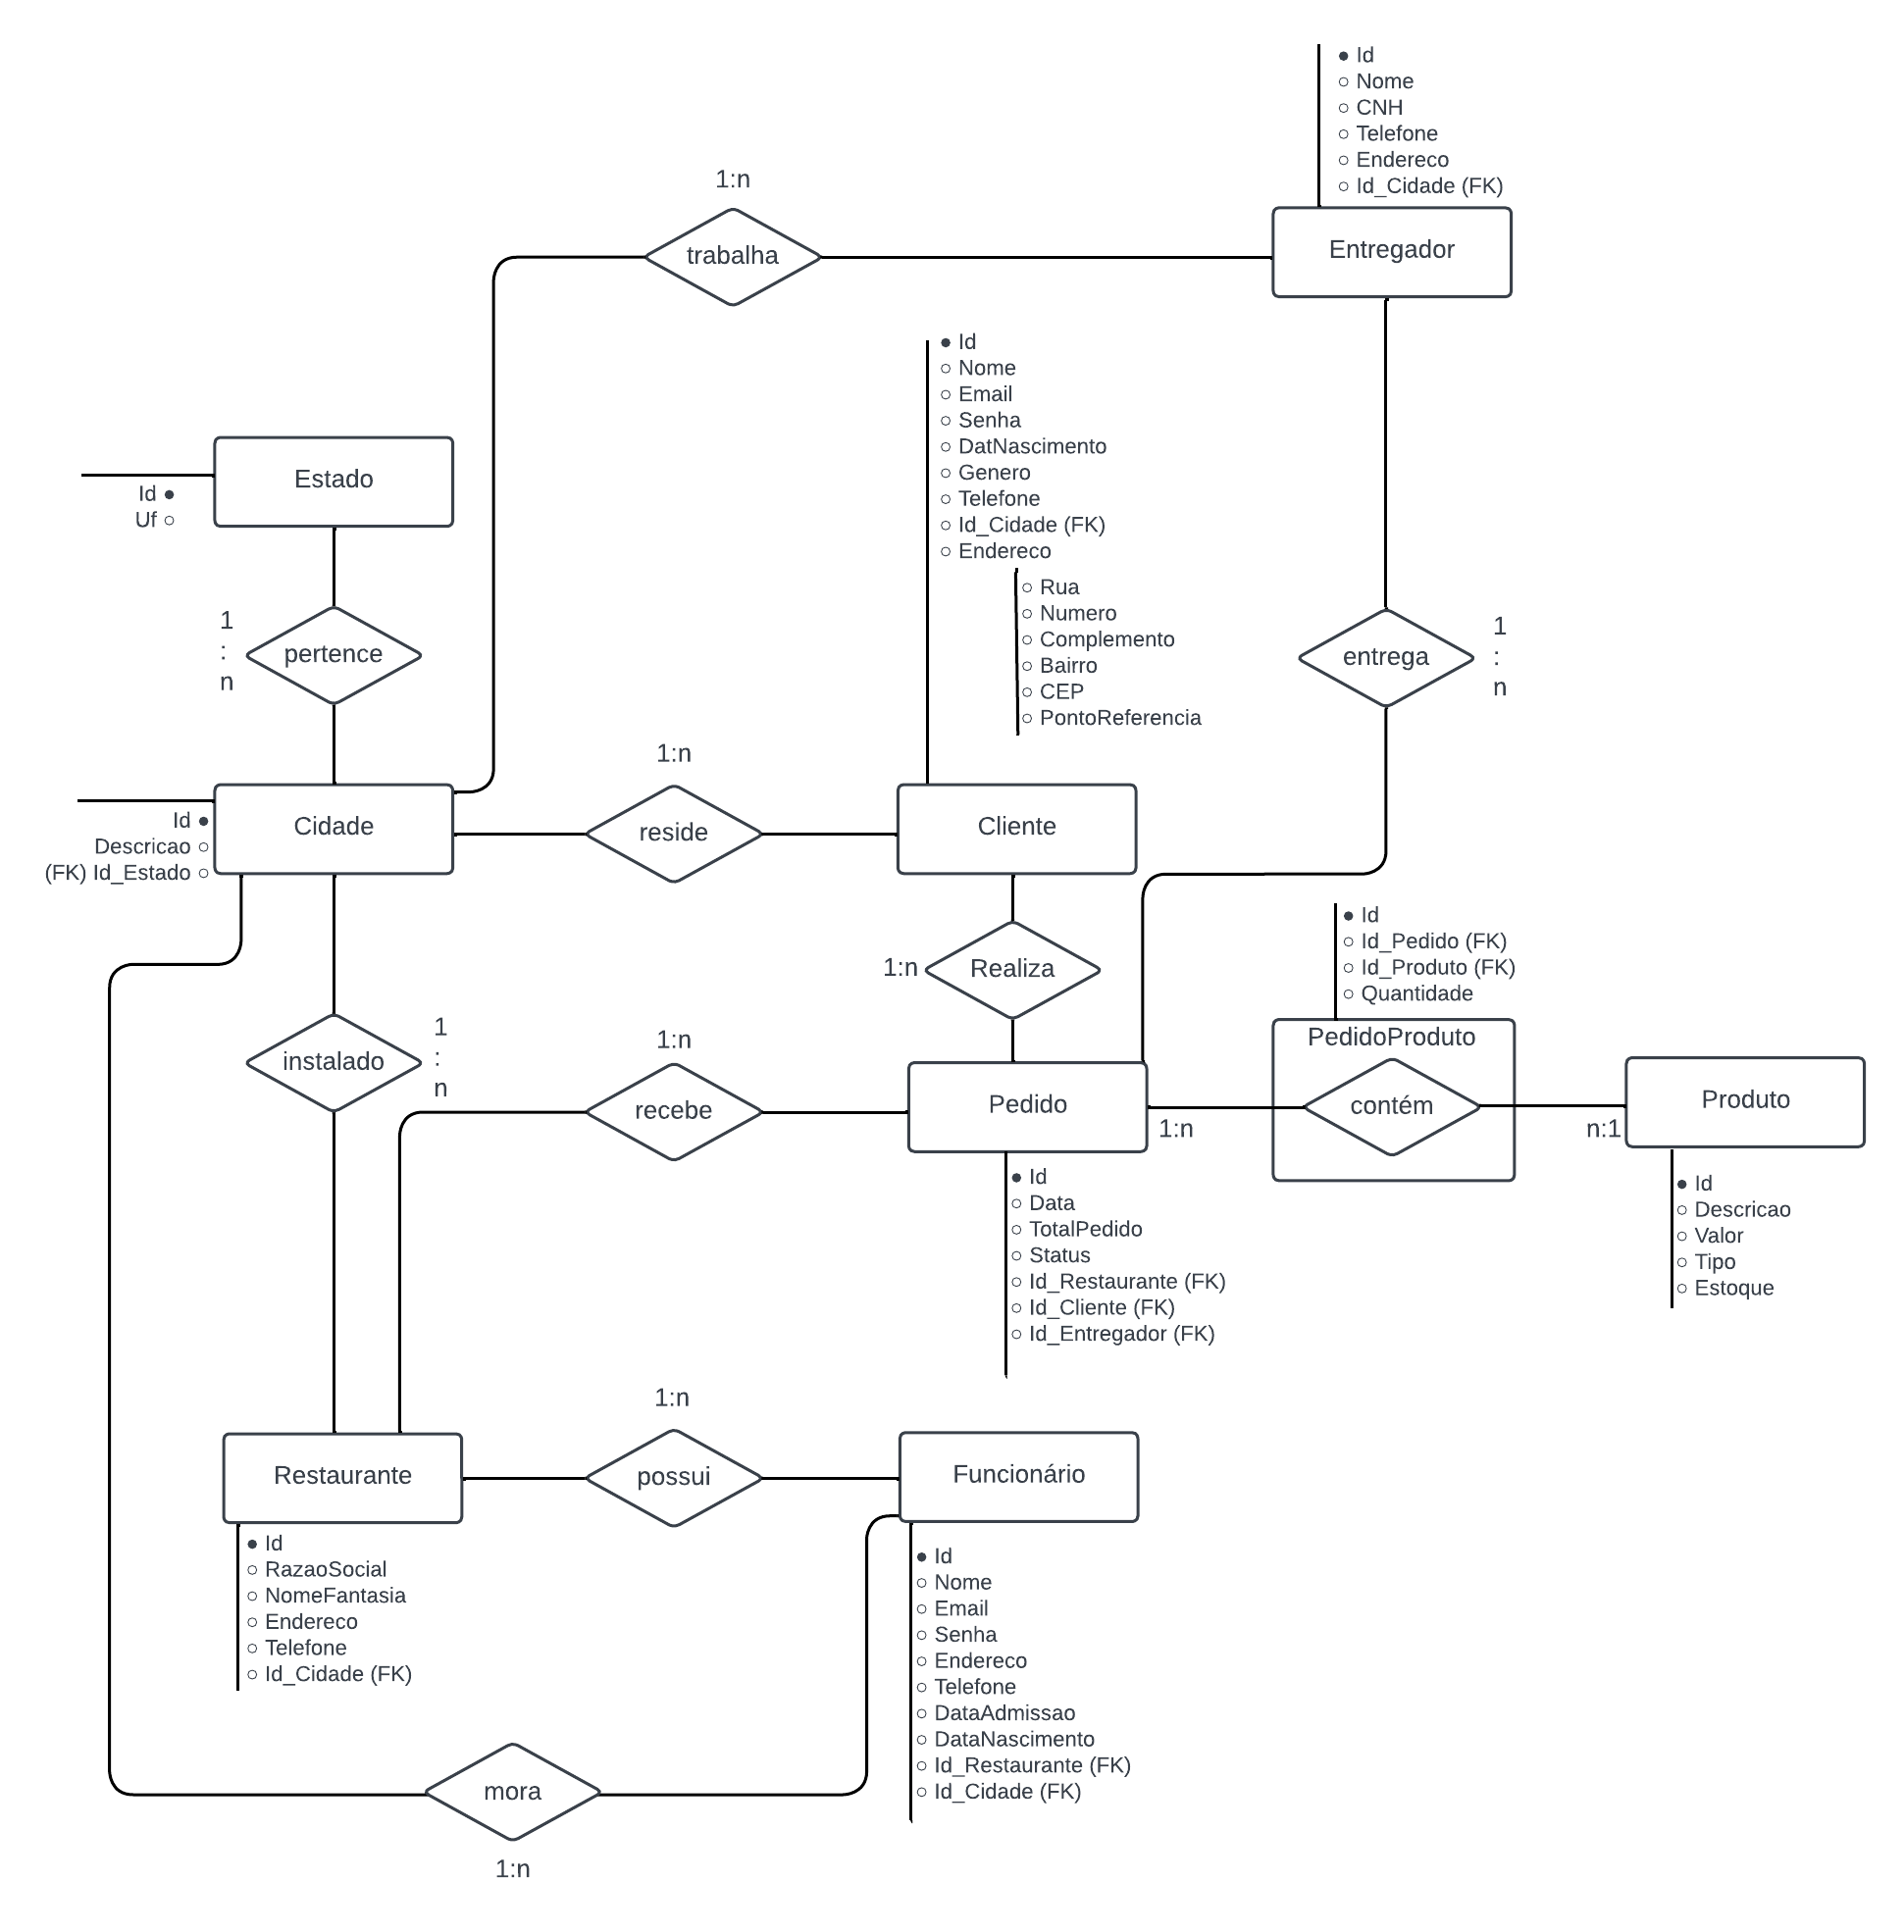 ● Id
○ Nome
○ CNH
○ Telefone
○ Endereco
○ Id_Cidade (FK)
Entregador
1:n
trabalha
● Id
○ Nome
○ Email
○ Senha
○ DatNascimento
○ Genero
○ Telefone
○ Id_Cidade (FK)
○ Endereco
○ Rua
○ Numero
○ Complemento
○ Bairro
○ CEP
○ PontoReferencia
Estado
Id ●
Uf ○
1
:
n
pertence
entrega
1
:
n
Cidade
Id ●
Descricao ○
(FK) Id_Estado ○
1:n
reside
Cliente
1:n
Realiza
● Id
○ Id_Pedido (FK)
○ Id_Produto (FK)
○ Quantidade
PedidoProduto
contém
1:n
n:1
Produto
● Id
○ Descricao
○ Valor
○ Tipo
○ Estoque
instalado
1
:
n
1:n
recebe
Pedido
● Id
○ Data
○ TotalPedido
○ Status
○ Id_Restaurante (FK)
○ Id_Cliente (FK)
○ Id_Entregador (FK)
Restaurante
● Id
○ RazaoSocial
○ NomeFantasia
○ Endereco
○ Telefone
○ Id_Cidade (FK)
1:n
possui
Funcionário
● Id
○ Nome
○ Email
○ Senha
○ Endereco
○ Telefone
○ DataAdmissao
○ DataNascimento
○ Id_Restaurante (FK)
○ Id_Cidade (FK)
mora
1:n